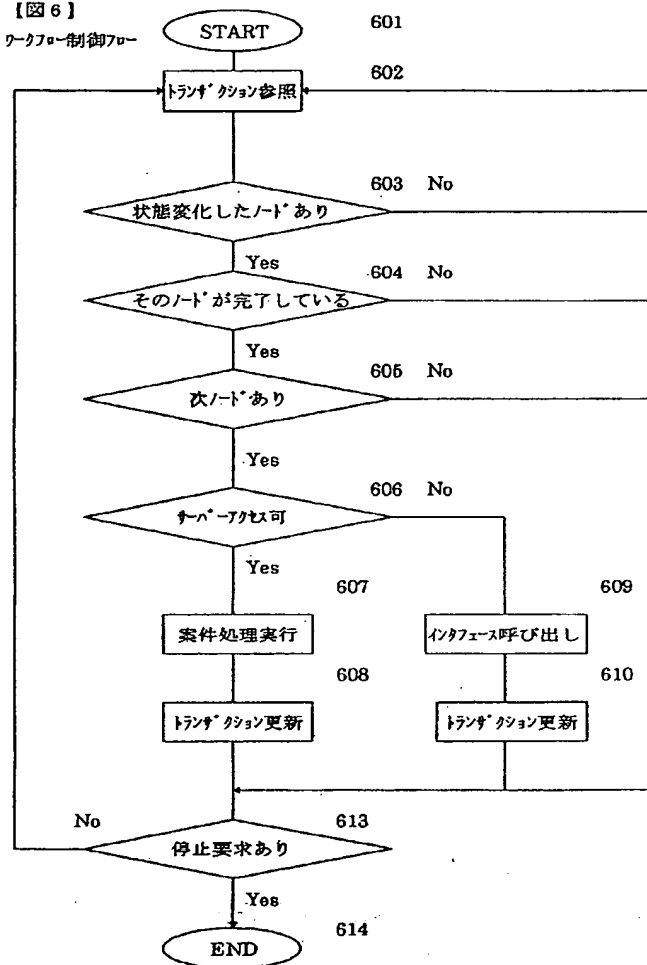 【図6】
ワークフロー制御フロー
START
601
602
トランザクション参照
603 No
状態変化したノードあり
Yes
604 No
そのノードが完了している
Yes
605 No
次ノードあり
Yes
606 No
サーバーアクセス可
Yes
607
609
案件処理実行
インタフェース呼び出し
608
610
トランザクション更新
トランザクション更新
No
613
停止要求あり
Yes
614
END